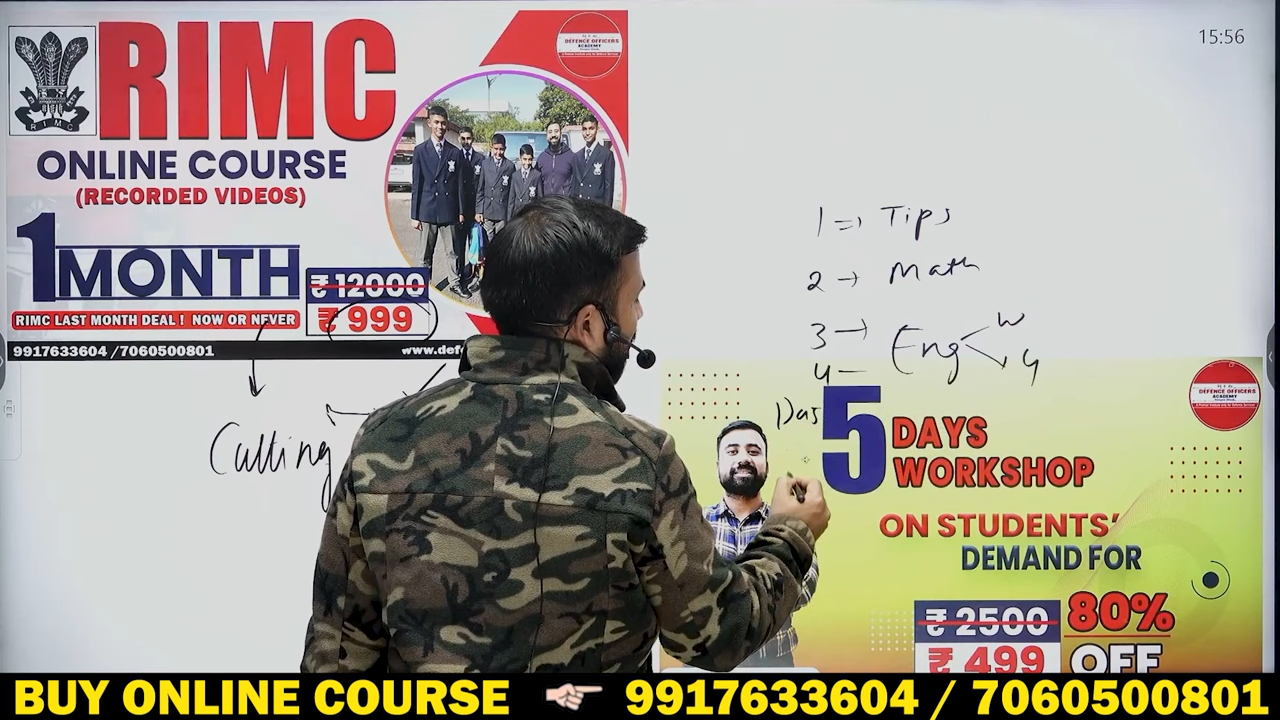 RIMC
RIMC
DEFENCE OFFICERS
ACADEMY
15:56
ONLINE COURSE
(RECORDED VIDEOS)
1 MONTH
₹ 12000
₹ 999
RIMC LAST MONTH DEAL ! NOW OR NEVER
9917633604 /7060500801
www.def
1 => Tips
2 → Math
3 → Eng < W
4 —
DEFENCE OFFICERS
ACADEMY
5 DAYS
WORKSHOP
ON STUDENTS'
DEMAND FOR
₹ 2500
80%
₹ 499
OFF
BUY ONLINE COURSE 9917633604 / 7060500801